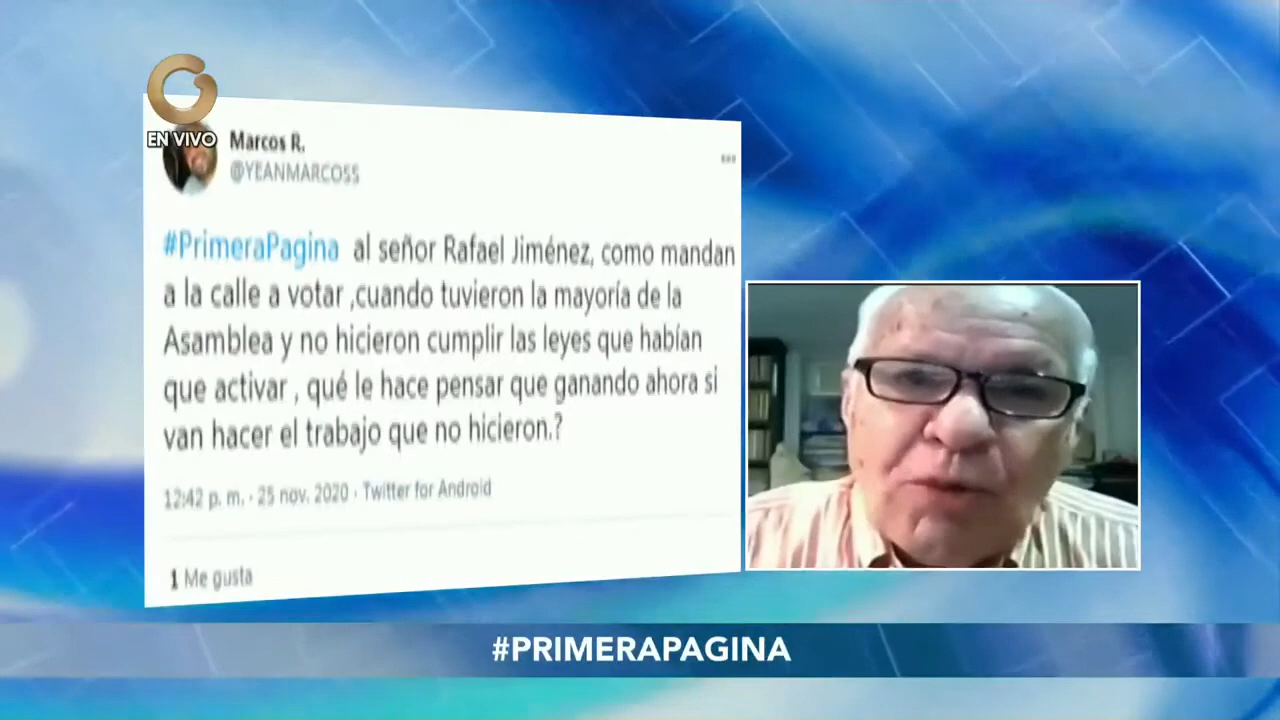 EN VIVO
Marcos R.
@YEANMARCOSS
#PrimeraPagina al señor Rafael Jiménez, como mandan
a la calle a votar ,cuando tuvieron la mayoría de la
Asamblea y no hicieron cumplir las leyes que habían
que activar , qué le hace pensar que ganando ahora si
van hacer el trabajo que no hicieron.?
12:42 p. m. · 25 nov. 2020 · Twitter for Android
1 Me gusta
#PRIMERAPAGINA